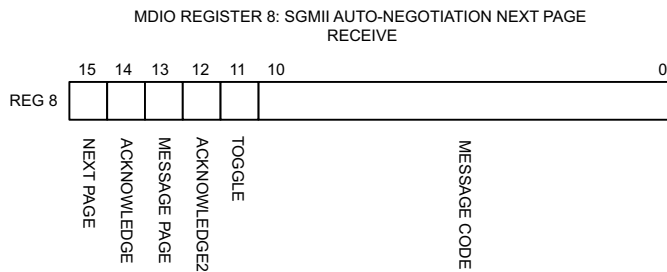 MDIO REGISTER 8: SGMII AUTO-NEGOTIATION NEXT PAGE
RECEIVE
15 14 13 12 11 10 0
REG 8
NEXT PAGE
ACKNOWLEDGE
MESSAGE PAGE
ACKNOWLEDGE2
TOGGLE
MESSAGE CODE